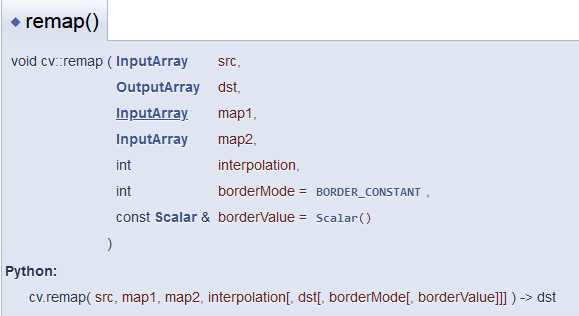 ◆ remap()
void cv::remap ( InputArray src,
OutputArray dst,
InputArray map1,
InputArray map2,
int interpolation,
int borderMode = BORDER_CONSTANT ,
const Scalar & borderValue = Scalar()
)
Python:
cv.remap( src, map1, map2, interpolation[, dst[, borderMode[, borderValue]]] ) -> dst